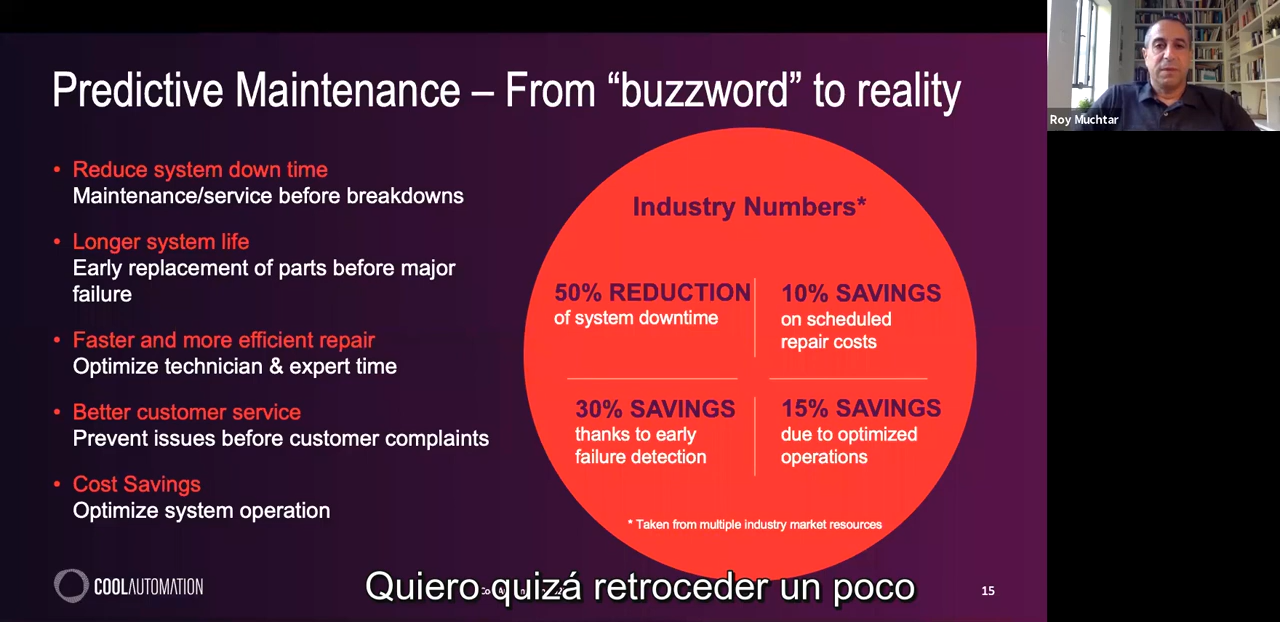 Predictive Maintenance – From “buzzword” to reality
Roy Muchtar
• Reduce system down time
Maintenance/service before breakdowns
• Longer system life
Early replacement of parts before major
failure
• Faster and more efficient repair
Optimize technician & expert time
• Better customer service
Prevent issues before customer complaints
• Cost Savings
Optimize system operation
Industry Numbers*
50% REDUCTION
of system downtime
10% SAVINGS
on scheduled
repair costs
30% SAVINGS
thanks to early
failure detection
15% SAVINGS
due to optimized
operations
* Taken from multiple industry market resources
COOLAUTOMATION
Quiero quizá retroceder un poco
15